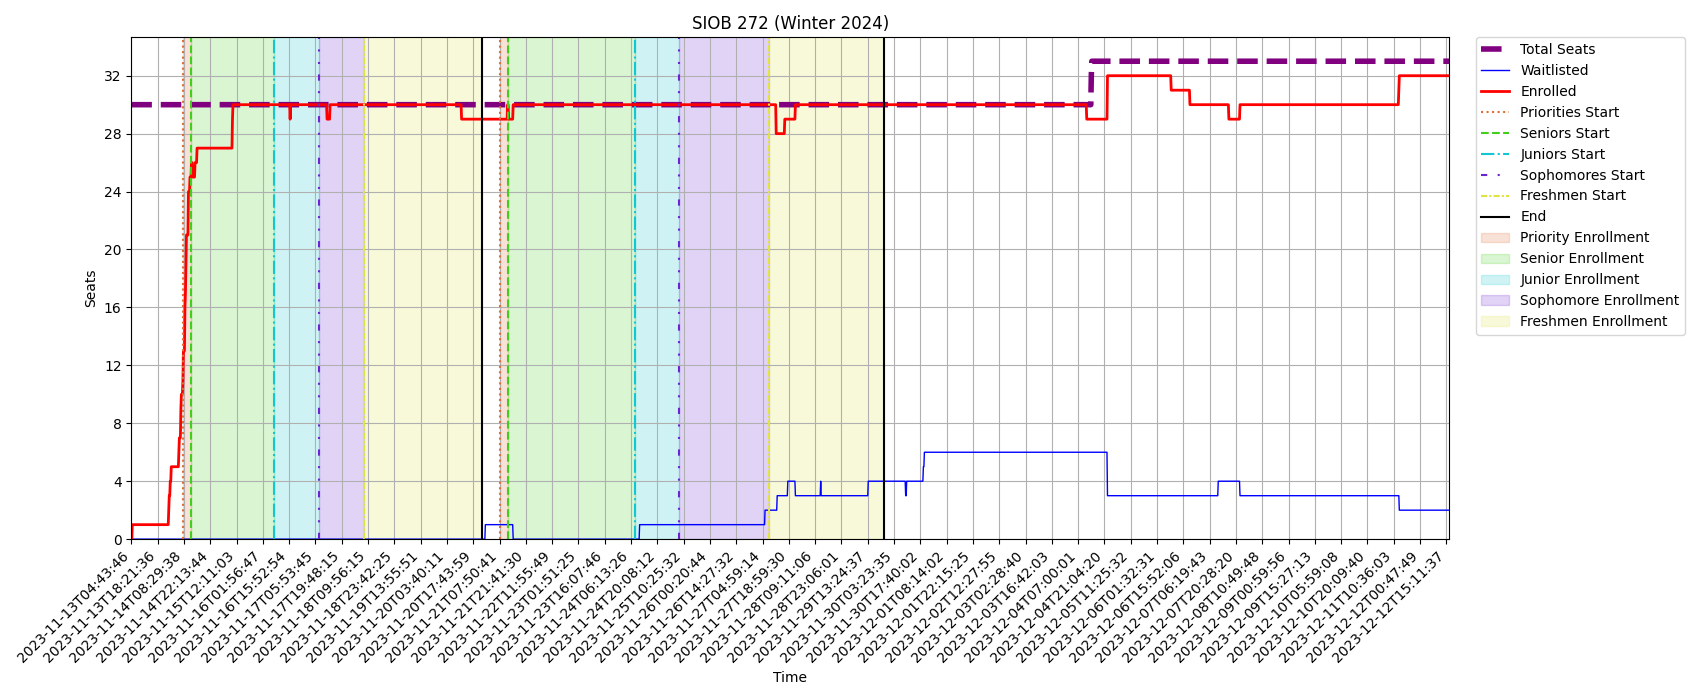 SIOB 272 (Winter 2024)
Seats
32
28
24
20
16
12
8
4
0
2023-11-13T04:43:46
2023-11-13T18:21:36
2023-11-14T08:29:38
2023-11-14T22:13:44
2023-11-15T12:11:03
2023-11-16T01:56:47
2023-11-16T15:52:54
2023-11-17T05:53:45
2023-11-17T19:48:15
2023-11-18T09:56:15
2023-11-18T23:42:25
2023-11-19T13:55:51
2023-11-20T03:40:11
2023-11-20T17:43:59
2023-11-21T07:50:41
2023-11-21T21:41:30
2023-11-22T11:55:49
2023-11-23T01:51:25
2023-11-23T16:07:46
2023-11-24T06:13:26
2023-11-24T20:08:12
2023-11-25T10:25:32
2023-11-26T00:20:44
2023-11-26T14:27:32
2023-11-27T04:59:14
2023-11-27T18:59:30
2023-11-28T09:11:06
2023-11-28T23:06:01
2023-11-29T13:24:37
2023-11-30T03:23:35
2023-11-30T17:40:02
2023-12-01T08:14:02
2023-12-01T22:15:25
2023-12-02T12:27:55
2023-12-03T02:28:40
2023-12-03T16:42:03
2023-12-04T07:00:01
2023-12-04T21:04:20
2023-12-05T11:25:32
2023-12-06T01:32:31
2023-12-06T15:52:06
2023-12-07T06:19:43
2023-12-07T20:28:20
2023-12-08T10:49:48
2023-12-09T00:59:56
2023-12-09T15:27:13
2023-12-10T05:59:08
2023-12-10T20:09:40
2023-12-11T10:36:03
2023-12-12T00:47:49
2023-12-12T15:11:37
Time
Total Seats
Waitlisted
Enrolled
Priorities Start
Seniors Start
Juniors Start
Sophomores Start
Freshmen Start
End
Priority Enrollment
Senior Enrollment
Junior Enrollment
Sophomore Enrollment
Freshmen Enrollment